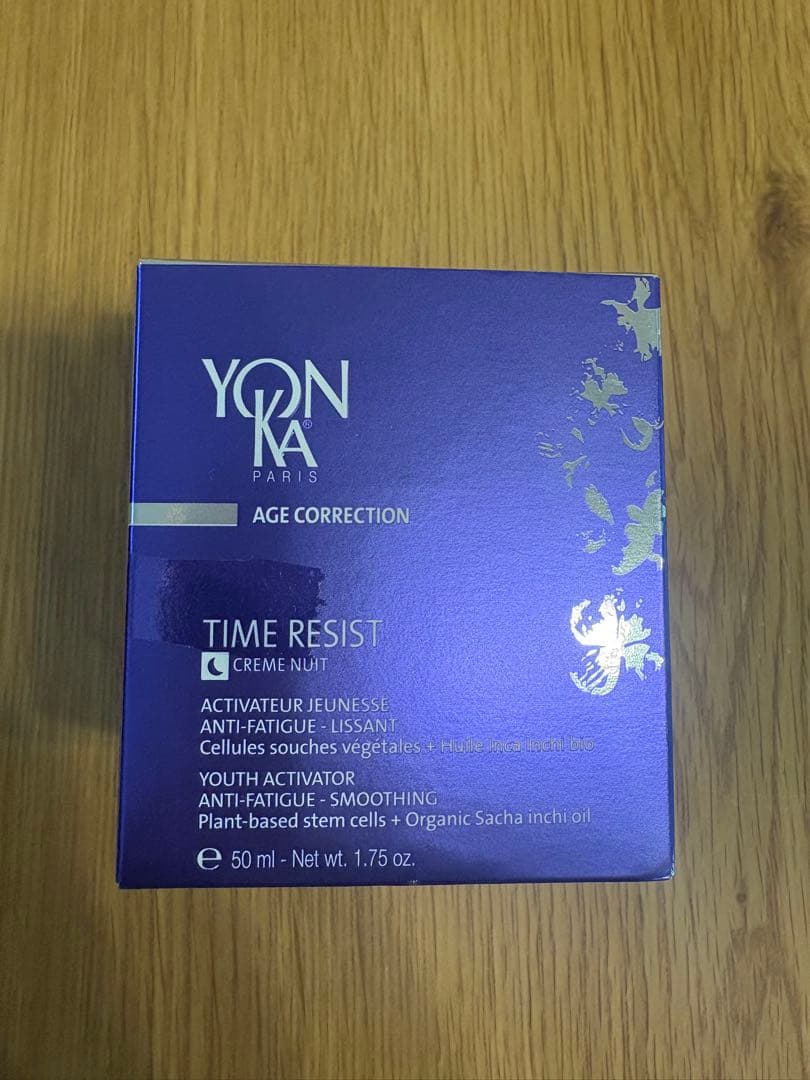 YON
KA®
PARIS
AGE CORRECTION
TIME RESIST
CREME NUIT
ACTIVATEUR JEUNESSE
ANTI-FATIGUE - LISSANT
Cellules souches végétales + Huile Inca Inchi bio
YOUTH ACTIVATOR
ANTI-FATIGUE - SMOOTHING
Plant-based stem cells + Organic Sacha inchi oil
℮ 50 ml - Net wt. 1.75 oz.